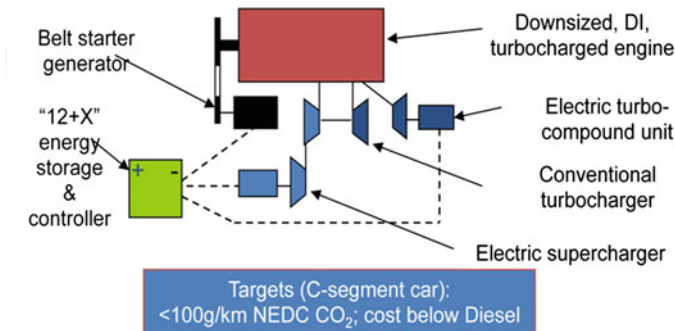 Belt starter
generator
Downsized, DI,
turbocharged engine
"12+X"
energy
storage
&
controller
+ -
Electric turbo-
compound unit
Conventional
turbocharger
Electric supercharger
Targets (C-segment car):
<100g/km NEDC CO₂; cost below Diesel